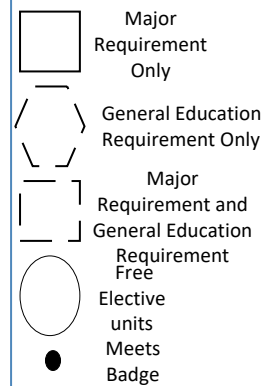 Major
Requirement
Only
General Education
Requirement Only
Major
Requirement and
General Education
Requirement
Free
Elective
units
Meets
Badge